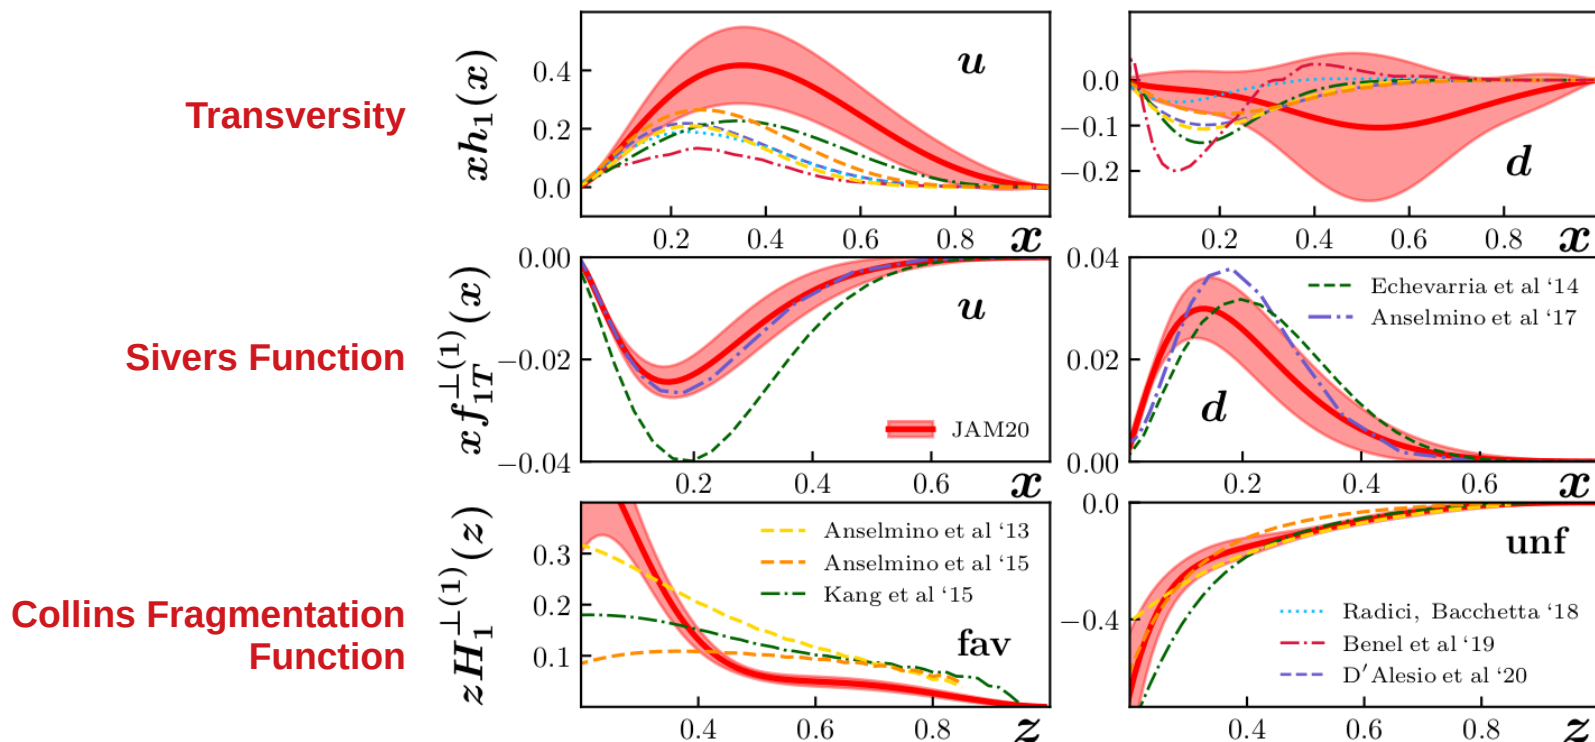 Transversity
xh₁(x)
0.4
0.2
0.0
u
0.2 0.4 0.6 0.8 x
0.0
−0.1
−0.2
d
0.2 0.4 0.6 0.8 x
Sivers Function
xf₁T⊥(1)(x)
0.00
−0.02
−0.04
u
JAM20
0.2 0.4 0.6 x
0.04
0.02
0.00
Echevarria et al ‘14
Anselmino et al ‘17
d
0.2 0.4 0.6 x
Collins Fragmentation
Function
zH₁⊥(1)(z)
0.3
0.2
0.1
Anselmino et al ‘13
Anselmino et al ‘15
Kang et al ‘15
fav
0.4 0.6 0.8 z
0.0
−0.4
unf
Radici, Bacchetta ‘18
Benel et al ‘19
D′Alesio et al ‘20
0.4 0.6 0.8 z